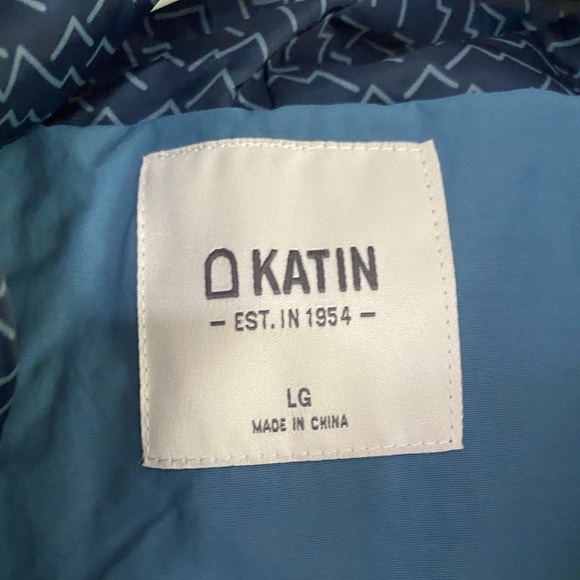 KATIN
– EST. IN 1954 –
LG
MADE IN CHINA